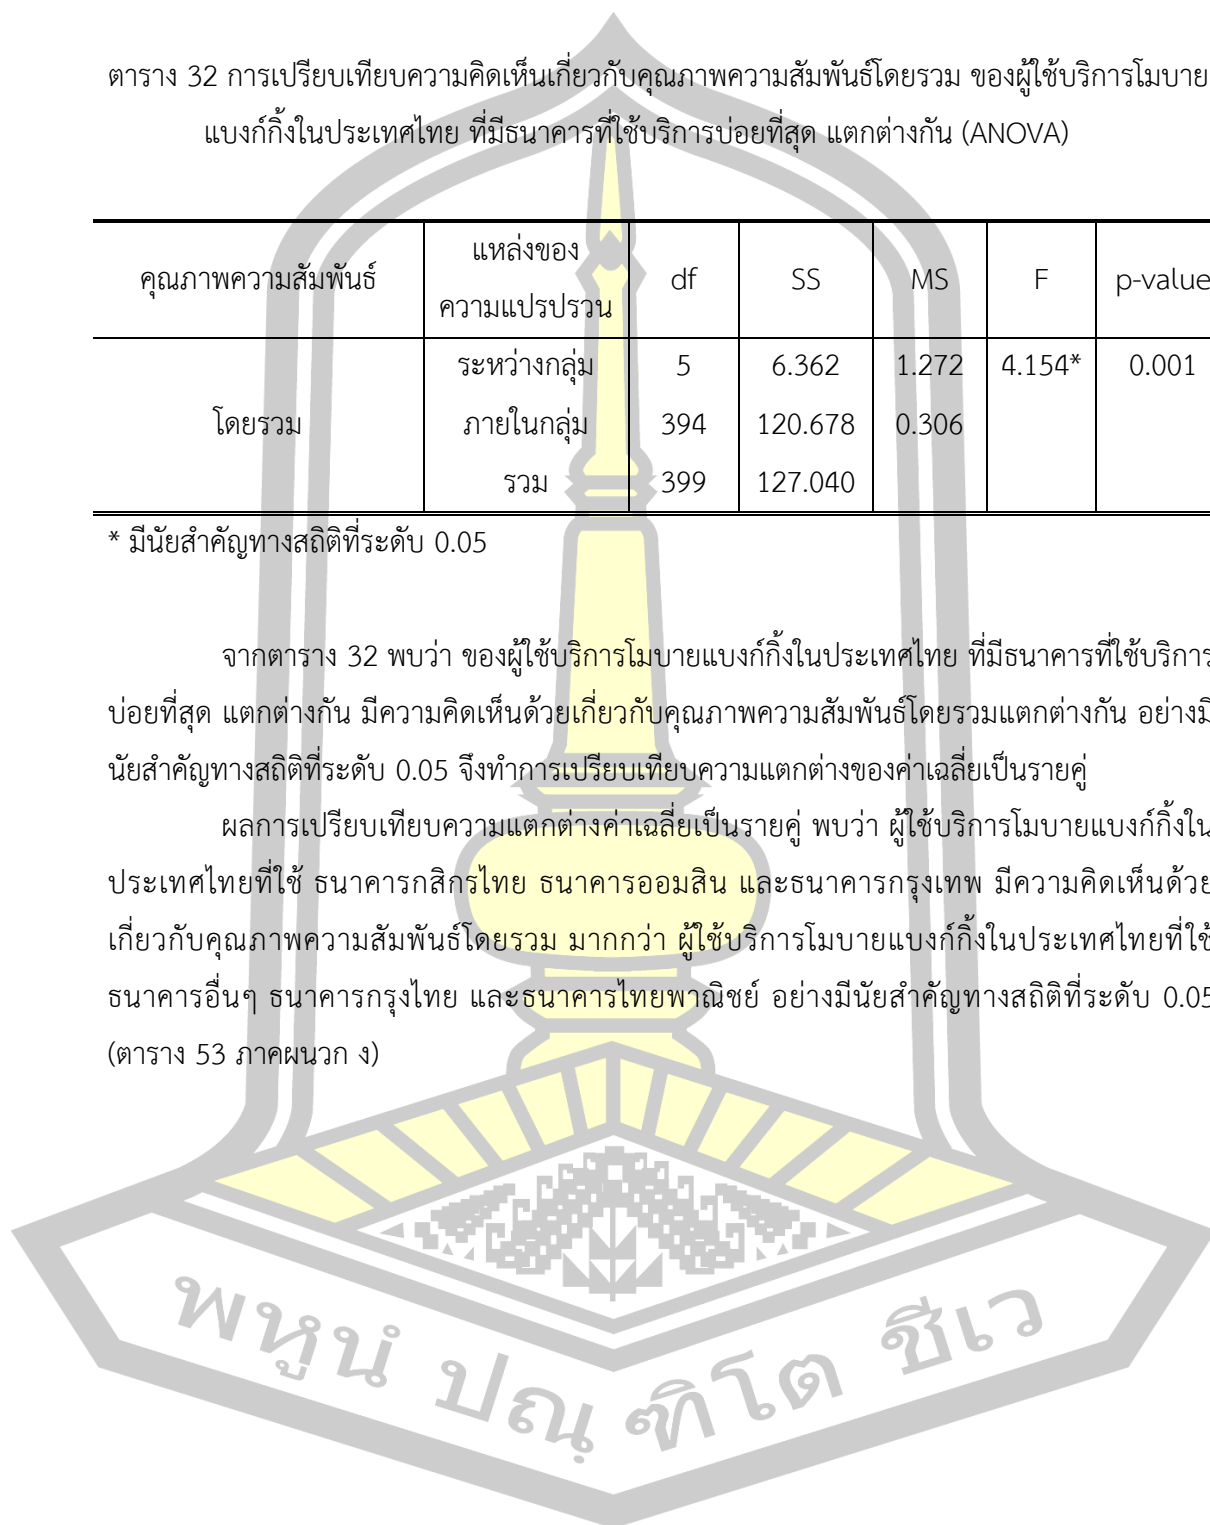 ตาราง 32 การเปรียบเทียบความคิดเห็นเกี่ยวกับคุณภาพความสัมพันธ์โดยรวม ของผู้ใช้บริการโมบาย
แบงก์กิ้งในประเทศไทย ที่มีธนาคารที่ใช้บริการบ่อยที่สุด แตกต่างกัน (ANOVA)
คุณภาพความสัมพันธ์ แหล่งของ ความแปรปรวน df SS MS F p-value
ระหว่างกลุ่ม 5 6.362 1.272 4.154* 0.001
โดยรวม ภายในกลุ่ม 394 120.678 0.306
รวม 399 127.040
* มีนัยสำคัญทางสถิติที่ระดับ 0.05
จากตาราง 32 พบว่า ของผู้ใช้บริการโมบายแบงก์กิ้งในประเทศไทย ที่มีธนาคารที่ใช้บริการ
บ่อยที่สุด แตกต่างกัน มีความคิดเห็นด้วยเกี่ยวกับคุณภาพความสัมพันธ์โดยรวมแตกต่างกัน อย่างมี
นัยสำคัญทางสถิติที่ระดับ 0.05 จึงทำการเปรียบเทียบความแตกต่างของค่าเฉลี่ยเป็นรายคู่
ผลการเปรียบเทียบความแตกต่างค่าเฉลี่ยเป็นรายคู่ พบว่า ผู้ใช้บริการโมบายแบงก์กิ้งใน
ประเทศไทยที่ใช้ ธนาคารกสิกรไทย ธนาคารออมสิน และธนาคารกรุงเทพ มีความคิดเห็นด้วย
เกี่ยวกับคุณภาพความสัมพันธ์โดยรวม มากกว่า ผู้ใช้บริการโมบายแบงก์กิ้งในประเทศไทยที่ใช้
ธนาคารอื่นๆ ธนาคารกรุงไทย และธนาคารไทยพาณิชย์ อย่างมีนัยสำคัญทางสถิติที่ระดับ 0.05
(ตาราง 53 ภาคผนวก ง)
พหูนํ ปณฺฑิโต ชีเว